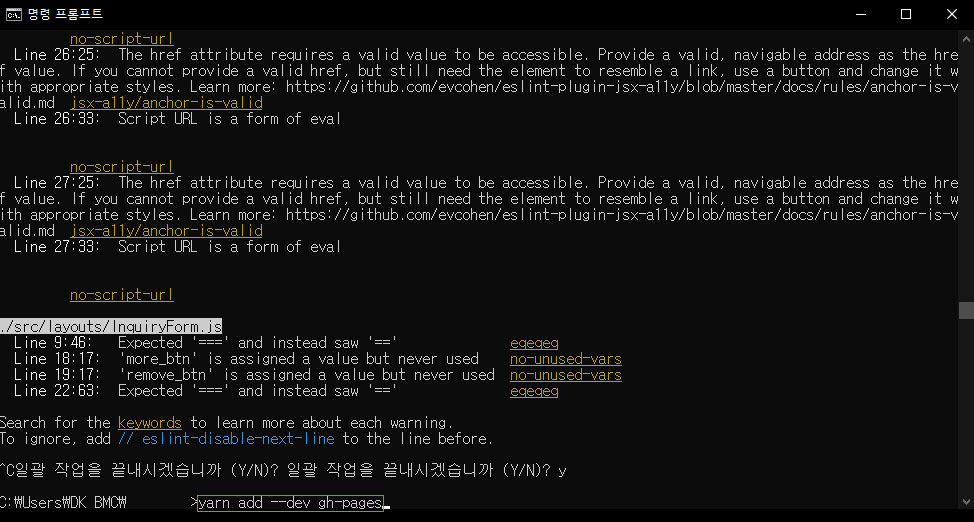 명령 프롬프트
no-script-url
Line 26:25:  The href attribute requires a valid value to be accessible. Provide a valid, navigable address as the hre
f value. If you cannot provide a valid href, but still need the element to resemble a link, use a button and change it w
ith appropriate styles. Learn more: https://github.com/evcohen/eslint-plugin-jsx-a11y/blob/master/docs/rules/anchor-is-v
alid.md  jsx-a11y/anchor-is-valid
Line 26:33:  Script URL is a form of eval
no-script-url
Line 27:25:  The href attribute requires a valid value to be accessible. Provide a valid, navigable address as the hre
f value. If you cannot provide a valid href, but still need the element to resemble a link, use a button and change it w
ith appropriate styles. Learn more: https://github.com/evcohen/eslint-plugin-jsx-a11y/blob/master/docs/rules/anchor-is-v
alid.md  jsx-a11y/anchor-is-valid
Line 27:33:  Script URL is a form of eval
no-script-url
./src/layouts/InquiryForm.js
Line 9:46:   Expected '===' and instead saw '=='  eqeqeq
Line 18:17:  'more_btn' is assigned a value but never used  no-unused-vars
Line 19:17:  'remove_btn' is assigned a value but never used  no-unused-vars
Line 22:63:  Expected '===' and instead saw '=='  eqeqeq
Search for the keywords to learn more about each warning.
To ignore, add // eslint-disable-next-line to the line before.
^C일괄 작업을 끝내시겠습니까 (Y/N)? 일괄 작업을 끝내시겠습니까 (Y/N)? y
C:₩Users₩DK BMC₩ >yarn add --dev gh-pages